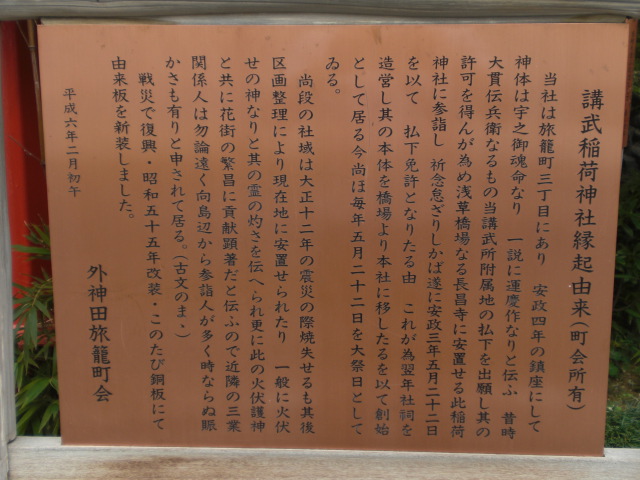 講武稲荷神社縁起由来(町会所有)
当社は旅籠町三丁目にあり 安政四年の鎮座にして
神体は宇之御魂命なり 一説に運慶作なりと伝ふ 昔時
大貫伝兵衛なるもの当講武所附属地の払下を出願し其の
許可を得んが為め浅草橋場なる長昌寺に安置せる此稲荷
神社に参詣し 祈念怠ざりしかば遂に安政三年五月二十二日
を以て 払下免許となりたる由 これが為翌年社祠を
造営し其の本体を橋場より本社に移したるを以て創始
として居る今尚ほ毎年五月二十二日を大祭日として
ゐる。
尚段の社域は大正十二年の震災の際焼失せるも其後
区画整理により現在地に安置せられたり 一般に火伏
せの神なりと其の霊の灼さを伝へられ更に此の火伏護神
と共に花街の繁昌に貢献顕著だと伝ふので近隣の三業
関係人は勿論遠く向島辺から参詣人が多く時ならぬ賑
かさも有りと申されて居る。(古文のまゝ)
戦災で復興・昭和五十五年改装・このたび銅板にて
由来板を新装しました。
平成六年二月初午
外神田旅籠町会